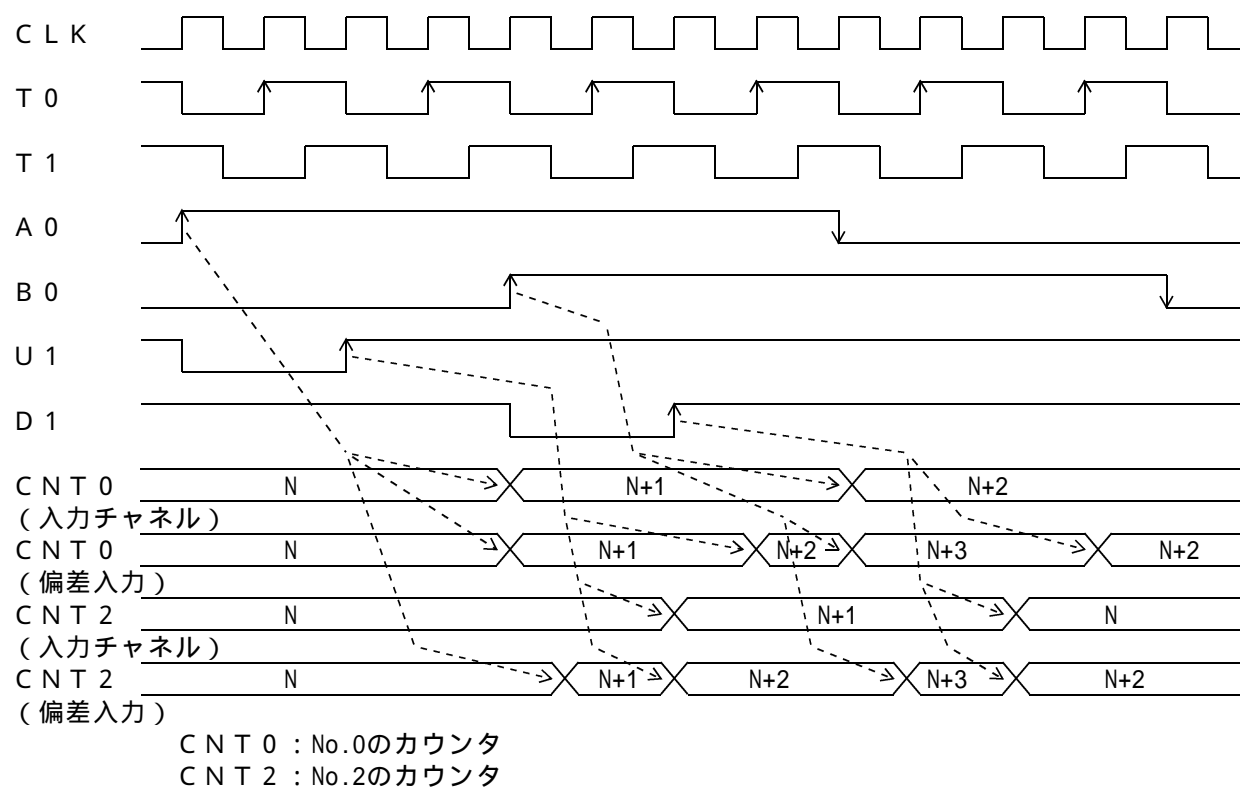 ＣＬＫ
Ｔ０
Ｔ１
Ａ０
Ｂ０
Ｕ１
Ｄ１
ＣＮＴ０ N N+1 N+2
（入力チャネル）
ＣＮＴ０ N N+1 N+2 N+3 N+2
（偏差入力）
ＣＮＴ２ N N+1 N
（入力チャネル）
ＣＮＴ２ N N+1 N+2 N+3 N+2
（偏差入力）
ＣＮＴ０：No.0のカウンタ
ＣＮＴ２：No.2のカウンタ